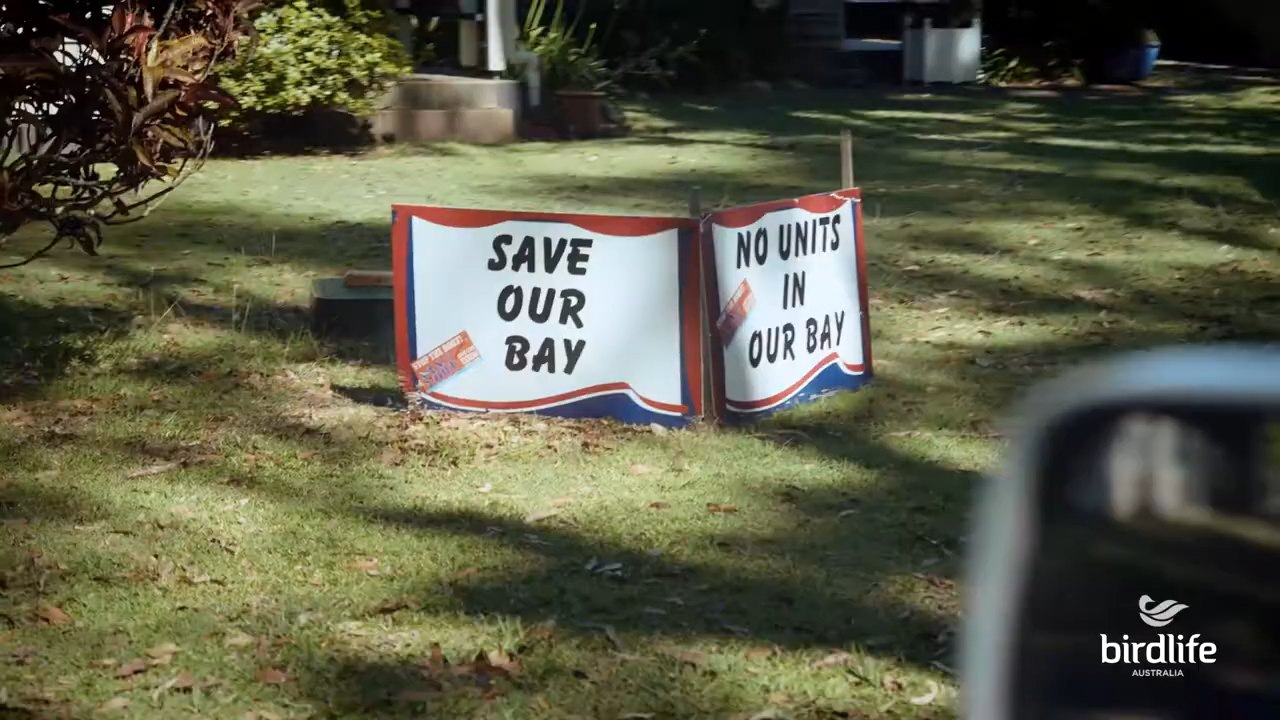 SAVE
OUR
BAY
NO UNITS
IN
OUR BAY
birdlife
AUSTRALIA